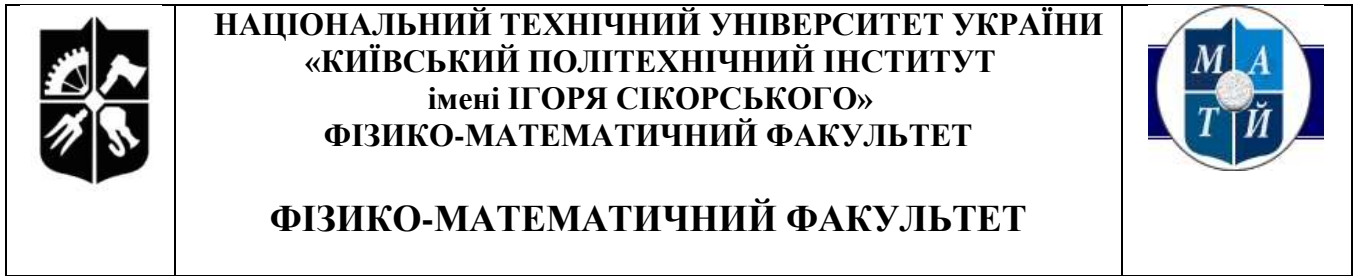 НАЦІОНАЛЬНИЙ ТЕХНІЧНИЙ УНІВЕРСИТЕТ УКРАЇНИ
«КИЇВСЬКИЙ ПОЛІТЕХНІЧНИЙ ІНСТИТУТ
імені ІГОРЯ СІКОРСЬКОГО»
ФІЗИКО-МАТЕМАТИЧНИЙ ФАКУЛЬТЕТ
ФІЗИКО-МАТЕМАТИЧНИЙ ФАКУЛЬТЕТ
М А
Т Й